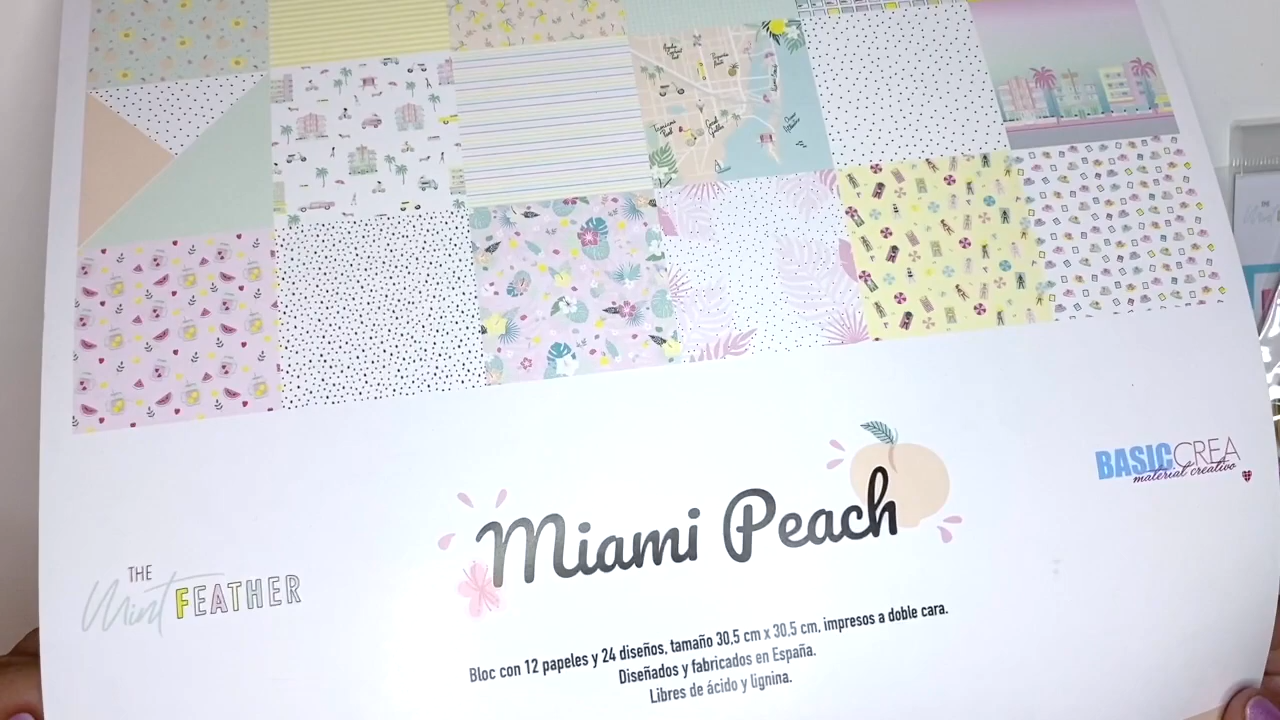 Miami Peach
BASICCREA
material creativo
THE
Mint FEATHER
Bloc con 12 papeles y 24 diseños, tamaño 30,5 cm x 30,5 cm, impresos a doble cara.
Diseñados y fabricados en España.
Libres de ácido y lignina.